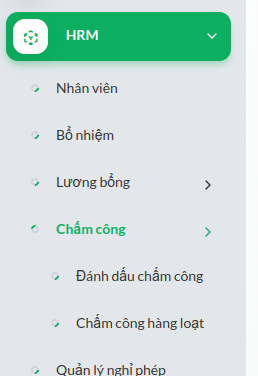 HRM
Nhân viên
Bổ nhiệm
Lương bổng
Chấm công
Đánh dấu chấm công
Chấm công hàng loạt
Quản lý nghỉ phép